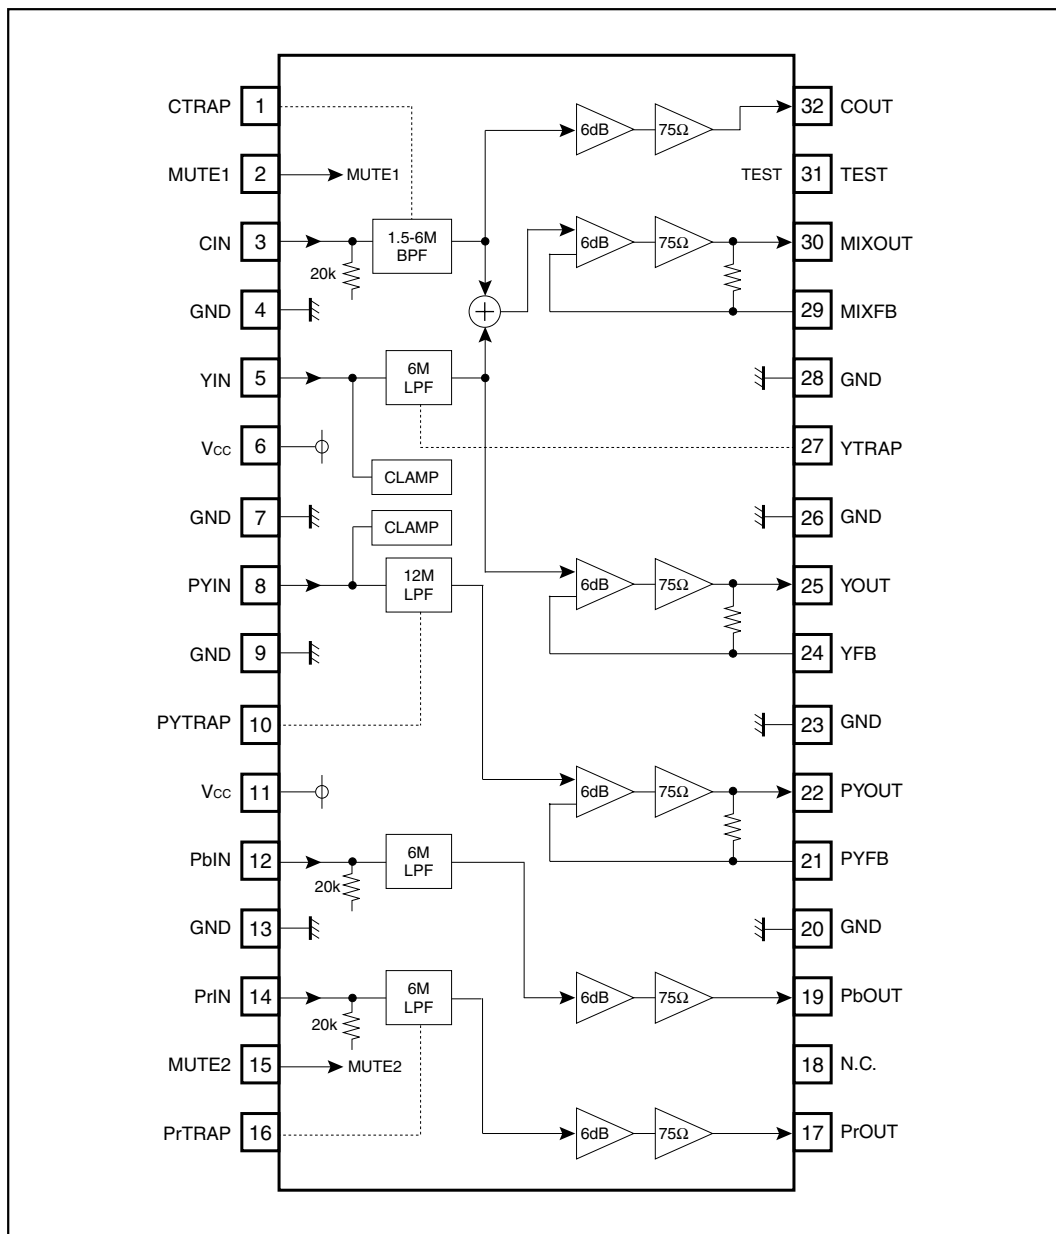 CTRAP 1 6dB 75Ω 32 COUT
MUTE1 2 MUTE1 TEST 31 TEST
CIN 3 1.5-6M 6dB 75Ω 30 MIXOUT
BPF
20k
GND 4 + 29 MIXFB
YIN 5 6M 28 GND
LPF
Vcc 6 27 YTRAP
CLAMP
GND 7 26 GND
CLAMP
PYIN 8 12M 6dB 75Ω 25 YOUT
LPF
GND 9 24 YFB
PYTRAP 10 23 GND
Vcc 11 6dB 75Ω 22 PYOUT
PbIN 12 6M 21 PYFB
LPF
20k
GND 13 20 GND
PrIN 14 6M 6dB 75Ω 19 PbOUT
LPF
20k
MUTE2 15 MUTE2 18 N.C.
PrTRAP 16 6dB 75Ω 17 PrOUT